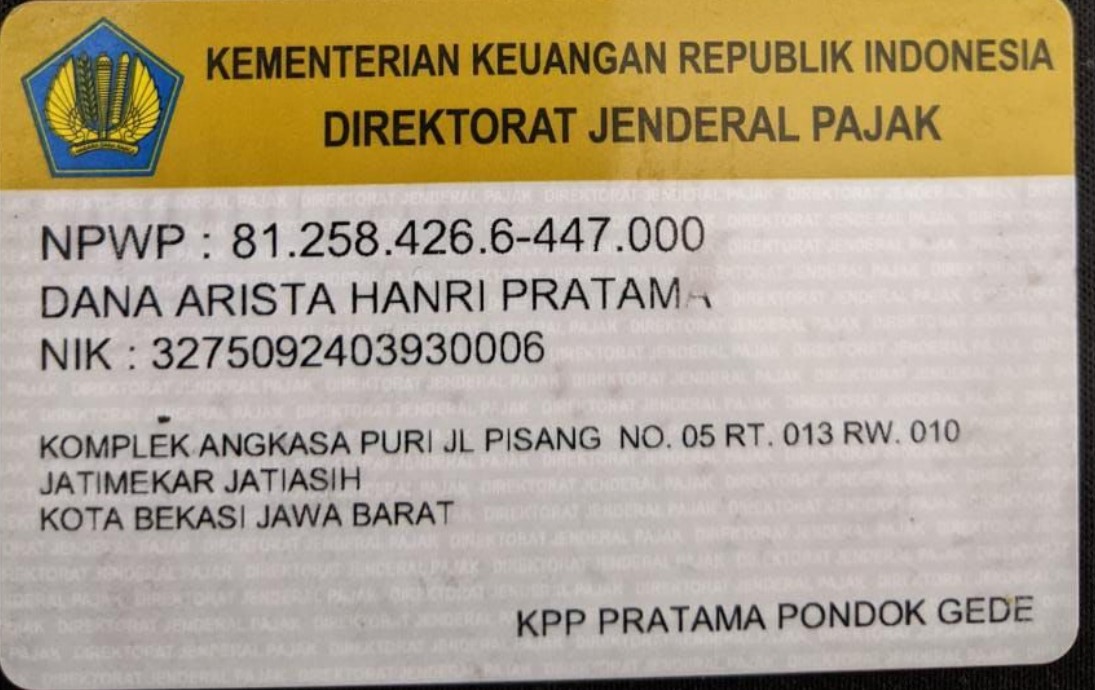 KEMENTERIAN KEUANGAN REPUBLIK INDONESIA
DIREKTORAT JENDERAL PAJAK
NPWP : 81.258.426.6-447.000
DANA ARISTA HANRI PRATAMA
NIK : 3275092403930006
KOMPLEK ANGKASA PURI JL PISANG NO. 05 RT. 013 RW. 010
JATIMEKAR JATIASIH
KOTA BEKASI JAWA BARAT
KPP PRATAMA PONDOK GEDE